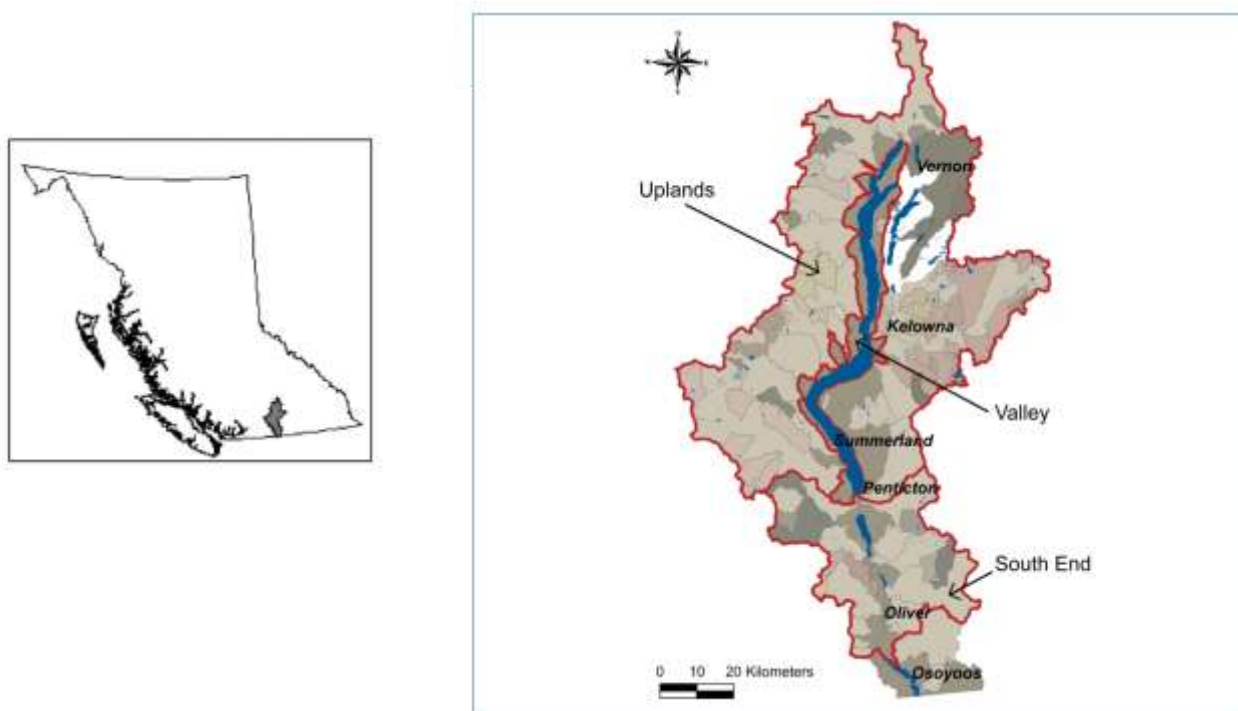 Vernon
Uplands
Kelowna
Valley
Summerland
Penticton
South End
Oliver
0 10 20 Kilometers
Osoyoos